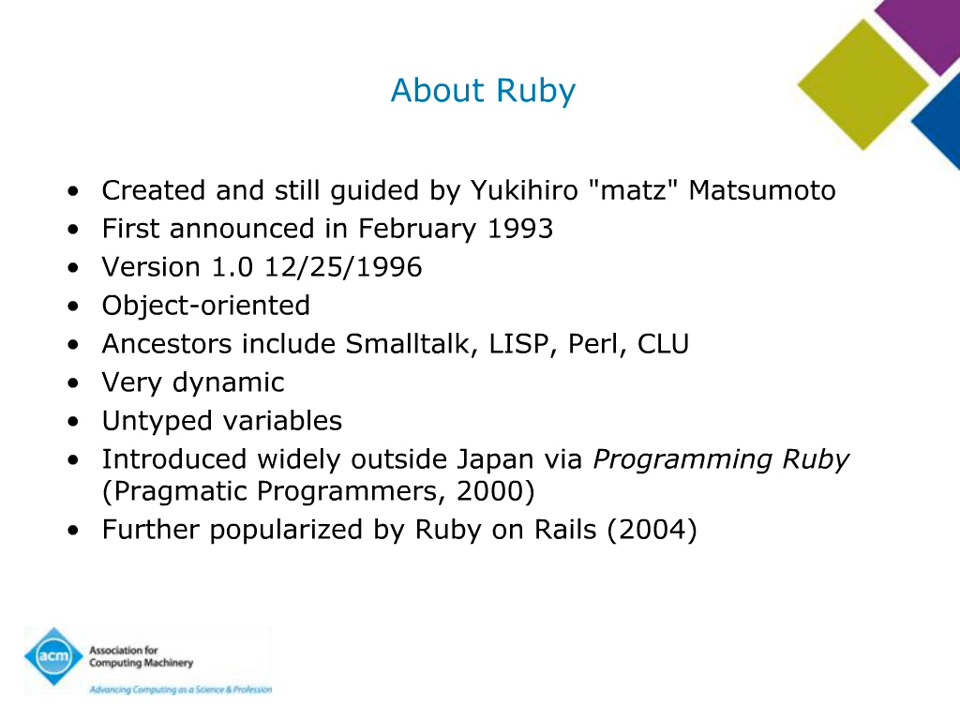 About Ruby
• Created and still guided by Yukihiro "matz" Matsumoto
• First announced in February 1993
• Version 1.0 12/25/1996
• Object-oriented
• Ancestors include Smalltalk, LISP, Perl, CLU
• Very dynamic
• Untyped variables
• Introduced widely outside Japan via Programming Ruby
(Pragmatic Programmers, 2000)
• Further popularized by Ruby on Rails (2004)
acm
Association for
Computing Machinery
Advancing Computing as a Science & Profession